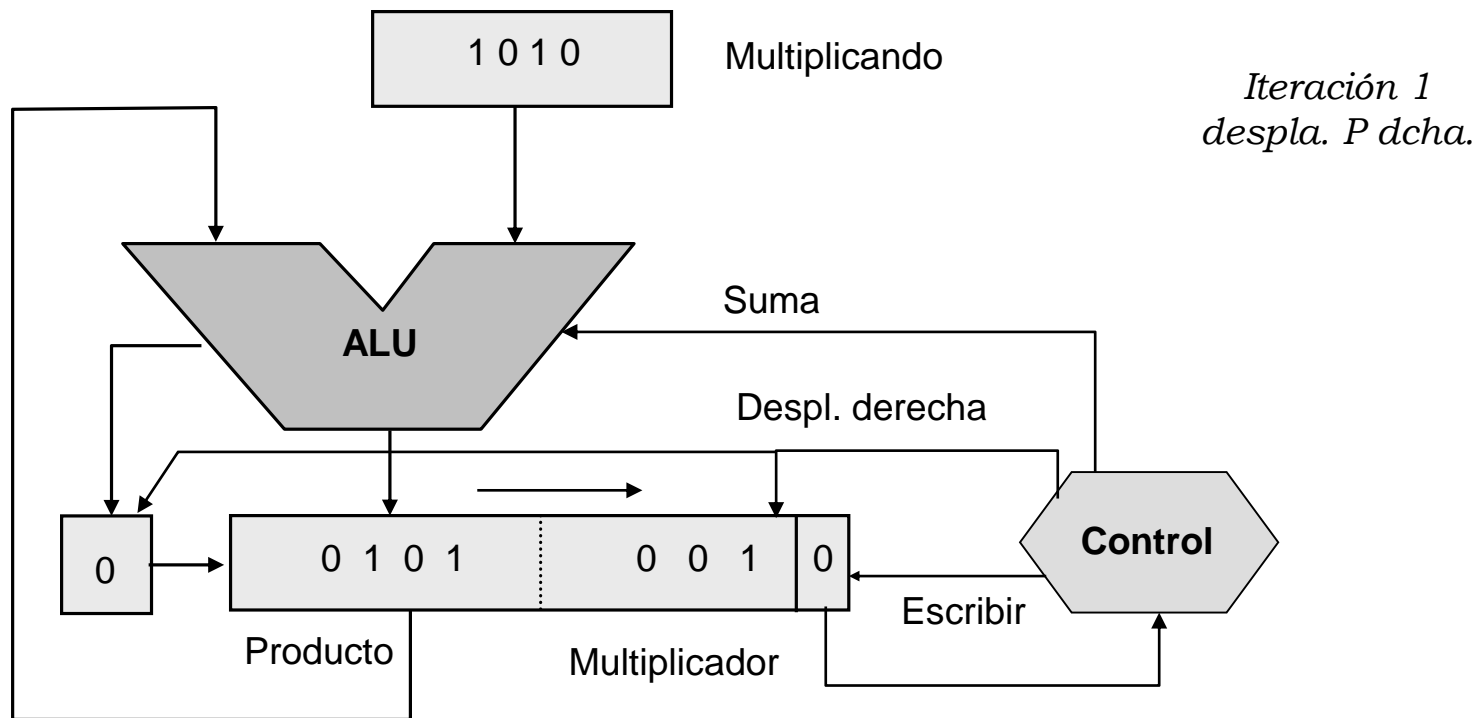 1 0 1 0
Multiplicando
Iteración 1
despla. P dcha.
Suma
ALU
Despl. derecha
0
0 1 0 1
0 0 1
0
Control
Escribir
Producto
Multiplicador